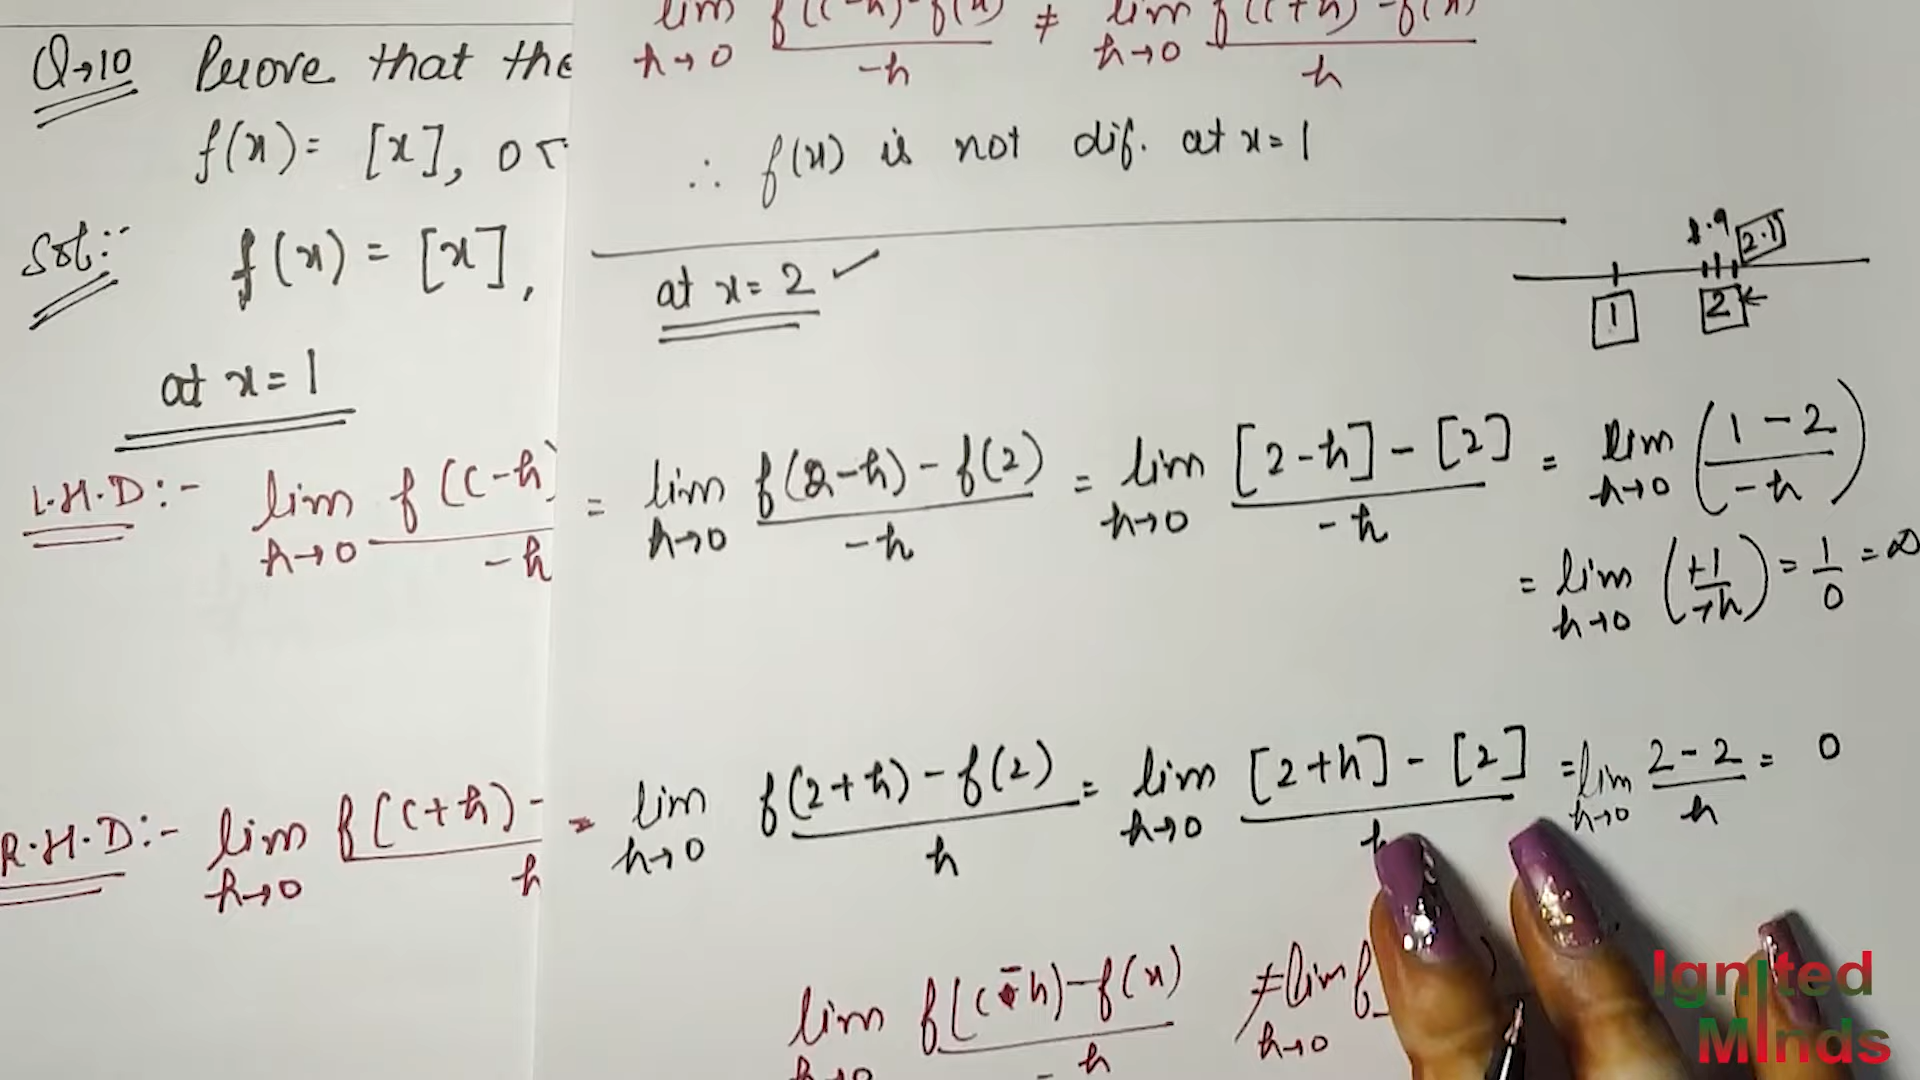 Q→10 Prove that the
f(x) = [x], 0
Sol:- f(x) = [x],
at x = 1
L.H.D:- lim h→0 f(c-h) / -h
R.H.D:- lim h→0 f(c+h) - / h
lim h→0 f(c-h)-f(x) / -h ≠ lim h→0 f(c+h)-f(x) / h
∴ f(x) is not dif. at x=1
at x = 2 ✓
1.9 2.1
1 2 ←
= lim h→0 f(2-h) - f(2) / -h = lim h→0 [2-h] - [2] / -h = lim h→0 (1-2 / -h)
= lim h→0 (+1 / +h) = 1/0 = ∞
= lim h→0 f(2+h) - f(2) / h = lim h→0 [2+h] - [2] / h = lim h→0 2-2 / h = 0
lim h→0 f(c-h)-f(x) / -h ≠ lim h→0 f
Ignited
Minds